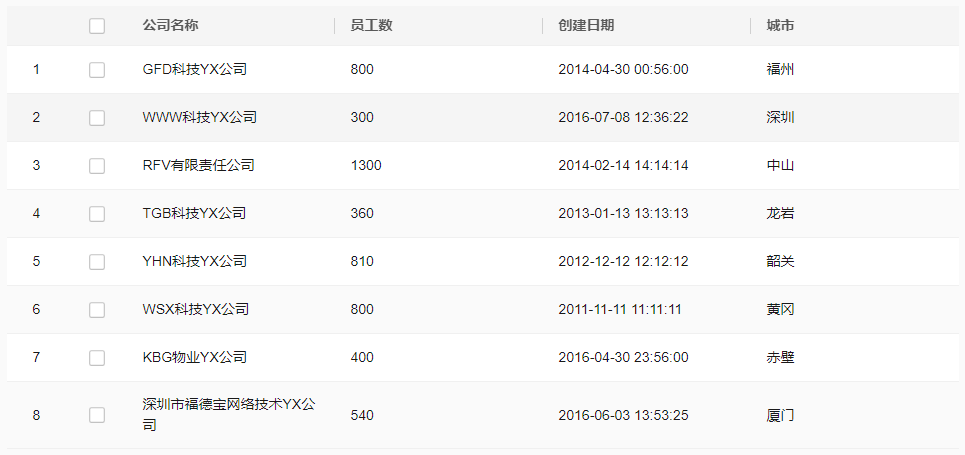 公司名称 员工数 创建日期 城市
1 GFD科技YX公司 800 2014-04-30 00:56:00 福州
2 WWW科技YX公司 300 2016-07-08 12:36:22 深圳
3 RFV有限责任公司 1300 2014-02-14 14:14:14 中山
4 TGB科技YX公司 360 2013-01-13 13:13:13 龙岩
5 YHN科技YX公司 810 2012-12-12 12:12:12 韶关
6 WSX科技YX公司 800 2011-11-11 11:11:11 黄冈
7 KBG物业YX公司 400 2016-04-30 23:56:00 赤壁
8 深圳市福德宝网络技术YX公 540 2016-06-03 13:53:25 厦门
司